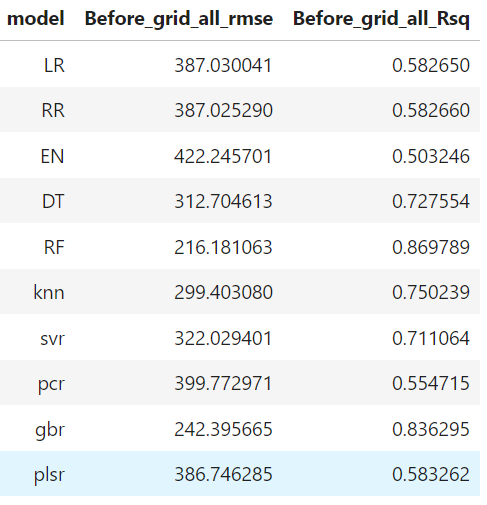 model Before_grid_all_rmse Before_grid_all_Rsq
LR 387.030041 0.582650
RR 387.025290 0.582660
EN 422.245701 0.503246
DT 312.704613 0.727554
RF 216.181063 0.869789
knn 299.403080 0.750239
svr 322.029401 0.711064
pcr 399.772971 0.554715
gbr 242.395665 0.836295
plsr 386.746285 0.583262